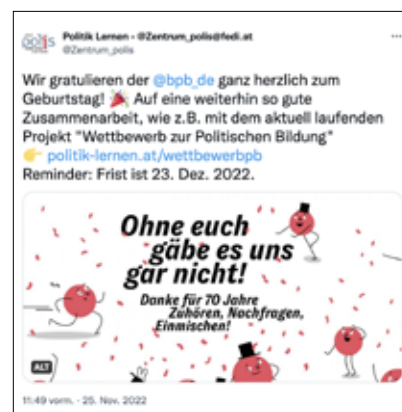 polis
Politik Lernen - @Zentrum_polis@fedi.at
@Zentrum_polis
Wir gratulieren der @bpb_de ganz herzlich zum
Geburtstag! 🎉 Auf eine weiterhin so gute
Zusammenarbeit, wie z.B. mit dem aktuell laufenden
Projekt "Wettbewerb zur Politischen Bildung"
👉 politik-lernen.at/wettbewerbpb
Reminder: Frist ist 23. Dez. 2022.
Ohne euch
gäbe es uns
gar nicht!
Danke für 70 Jahre
Zuhören, Nachfragen,
Einmischen!
ALT
11:49 vorm. · 25. Nov. 2022